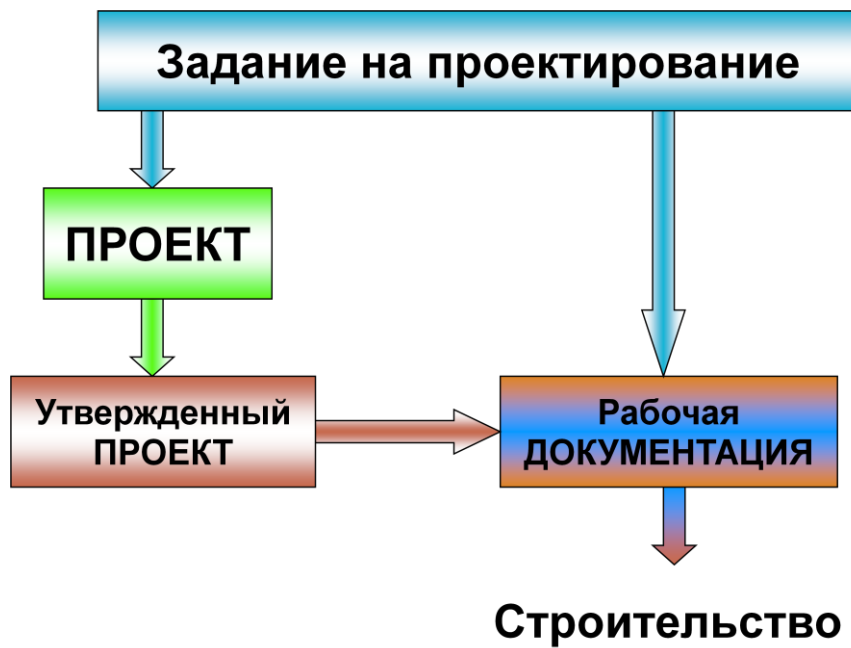 Задание на проектирование
ПРОЕКТ
Утвержденный
ПРОЕКТ
Рабочая
ДОКУМЕНТАЦИЯ
Строительство